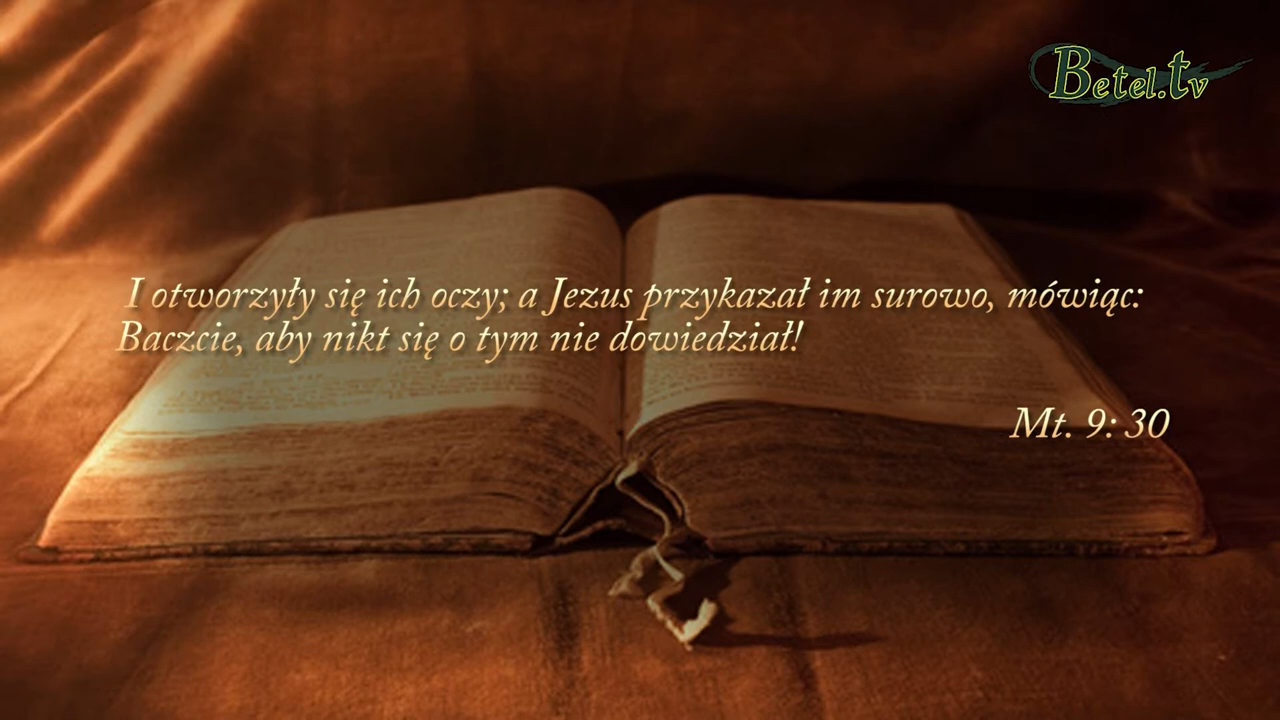 Betel.tv
I otworzyły się ich oczy; a Jezus przykazał im surowo, mówiąc:
Baczcie, aby nikt się o tym nie dowiedział!
Mt. 9: 30